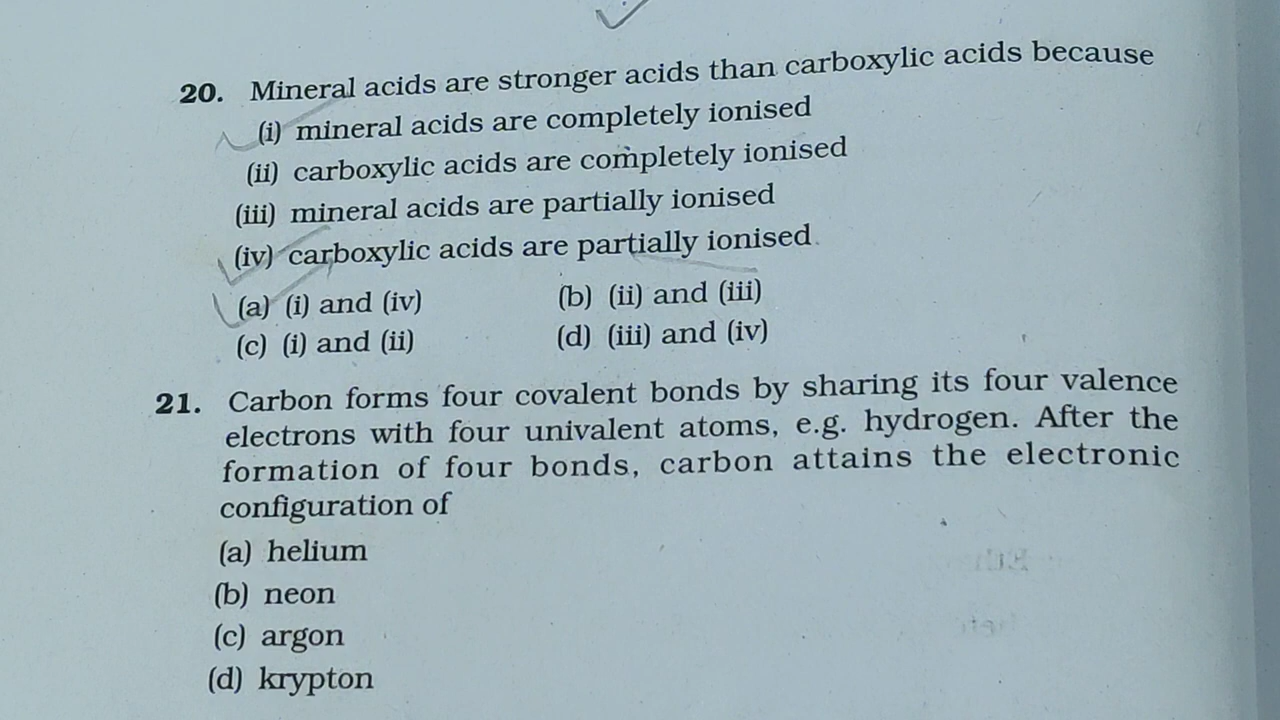 20. Mineral acids are stronger acids than carboxylic acids because
(i) mineral acids are completely ionised
(ii) carboxylic acids are completely ionised
(iii) mineral acids are partially ionised
(iv) carboxylic acids are partially ionised
(a) (i) and (iv) (b) (ii) and (iii)
(c) (i) and (ii) (d) (iii) and (iv)
21. Carbon forms four covalent bonds by sharing its four valence
electrons with four univalent atoms, e.g. hydrogen. After the
formation of four bonds, carbon attains the electronic
configuration of
(a) helium
(b) neon
(c) argon
(d) krypton